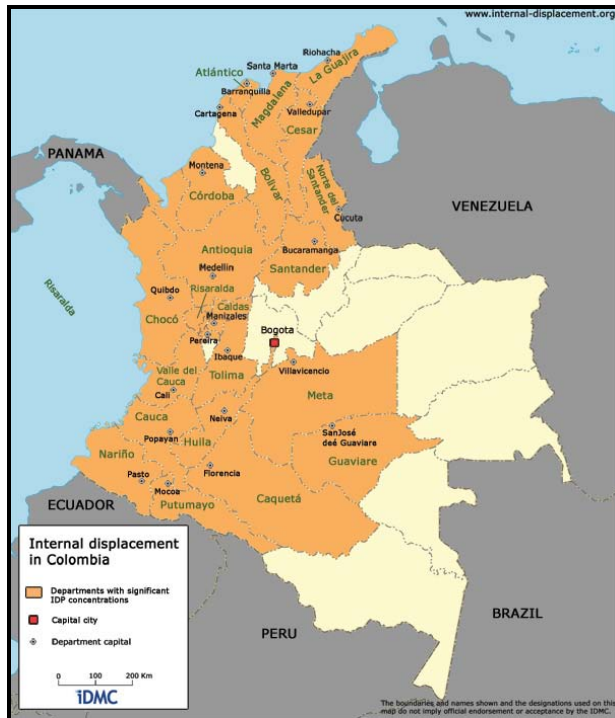 www.internal-displacement.org
Riohacha
Santa Marta
La Guajira
Atlántico
Barranquilla
Magdalena
Cartagena
Valledupar
Cesar
PANAMA
Montena
Córdoba
Bolivar
Norte del
Santander
Cucuta
VENEZUELA
Antioquia
Bucaramanga
Medellin
Santander
Risaralda
Quibdo
Risaralda
Caldas
Chocó
Manizales
Bogota
Pereira
Ibaque
Valle del
Cauca
Tolima
Villavicencio
Cali
Meta
Cauca
Neiva
SanJosé
deé Guaviare
Popayan
Huila
Nariño
Guaviare
Pasto
Florencia
Mocoa
Caquetá
ECUADOR
Putumayo
Internal displacement
in Colombia
Departments with significant
IDP concentrations
Capital city
Department capital
0 100 200 Km
iDMC
PERU
BRAZIL
The boundaries and names shown and the designations used on this
map do not imply official endorsement or acceptance by the IDMC.